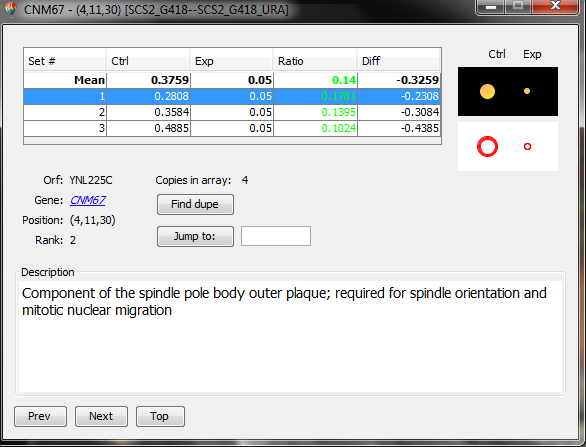 CNM67 - (4,11,30) [SCS2_G418--SCS2_G418_URA]
Set # Ctrl Exp Ratio Diff
Mean 0.3759 0.05 0.14 -0.3259
1 0.2808 0.05 0.1781 -0.2308
2 0.3584 0.05 0.1395 -0.3084
3 0.4885 0.05 0.1024 -0.4385
Ctrl Exp
Orf: YNL225C Copies in array: 4
Gene: CNM67 Find dupe
Position: (4,11,30)
Rank: 2 Jump to:
Description
Component of the spindle pole body outer plaque; required for spindle orientation and
mitotic nuclear migration
Prev Next Top